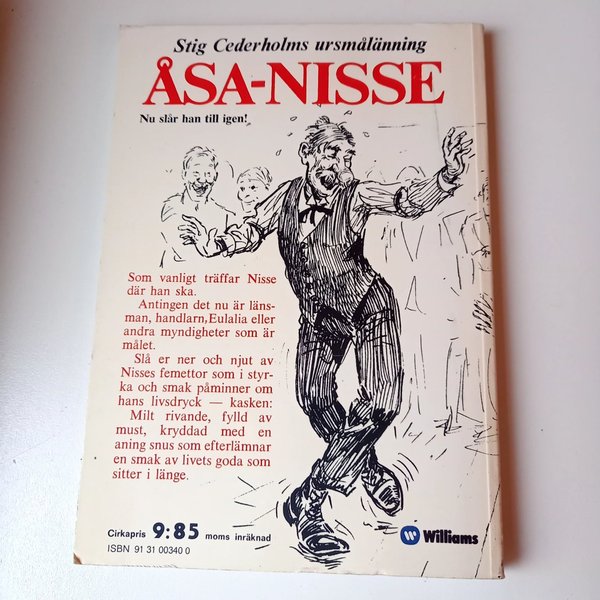 Stig Cederholms ursmålänning
ÅSA-NISSE
Nu slår han till igen!
Som vanligt träffar Nisse
där han ska.
Antingen det nu är läns-
man, handlarn, Eulalia eller
andra myndigheter som är
målet.
Slå er ner och njut av
Nisses femettor som i styr-
ka och smak påminner om
hans livsdryck — kasken:
Milt rivande, fylld av
must, kryddad med en
aning snus som efterlämnar
en smak av livets goda som
sitter i länge.
Cirkapris 9:85 moms inräknad
ISBN 91 31 00340 0
Williams